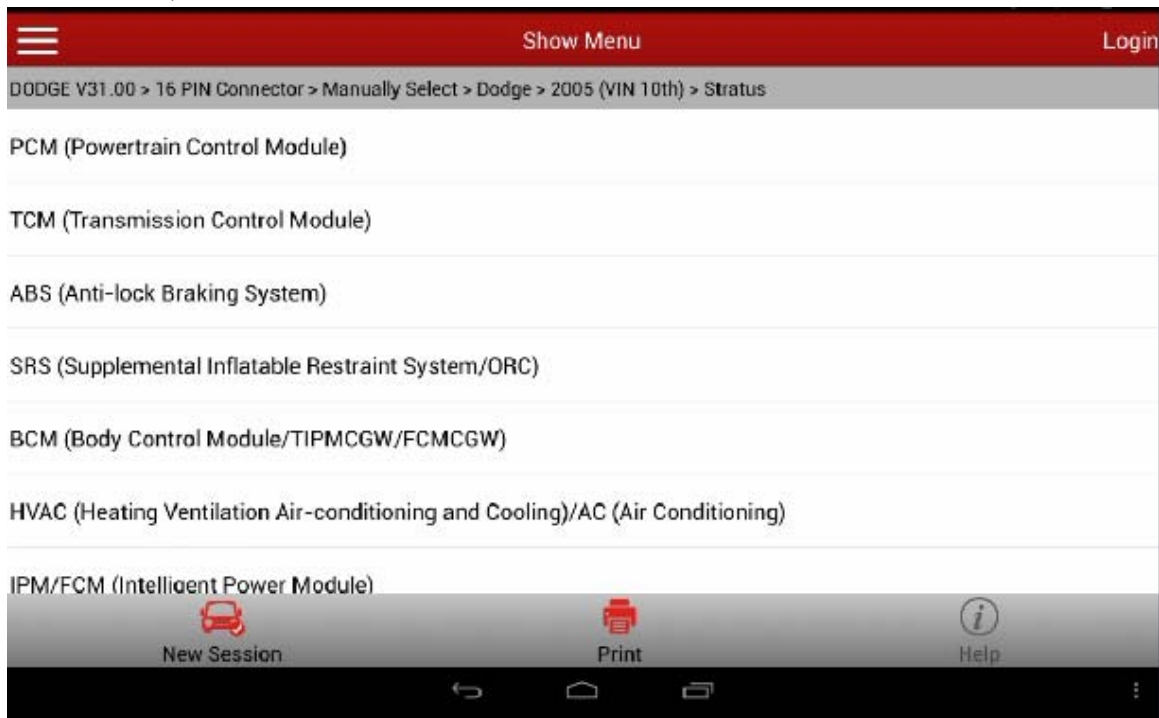 Show Menu
Login
DODGE V31.00 > 16 PIN Connector > Manually Select > Dodge > 2005 (VIN 10th) > Stratus
PCM (Powertrain Control Module)
TCM (Transmission Control Module)
ABS (Anti-lock Braking System)
SRS (Supplemental Inflatable Restraint System/ORC)
BCM (Body Control Module/TIPMCGW/FCMCGW)
HVAC (Heating Ventilation Air-conditioning and Cooling)/AC (Air Conditioning)
IPM/FCM (Intelligent Power Module)
New Session
Print
Help